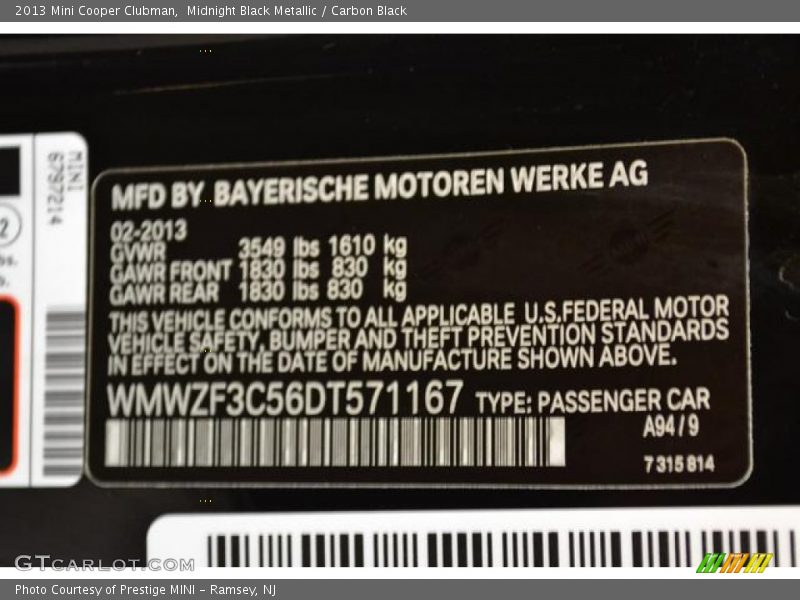 2013 Mini Cooper Clubman, Midnight Black Metallic / Carbon Black
MINI
6797214
2
MFD BY BAYERISCHE MOTOREN WERKE AG
02-2013
GVWR 3549 lbs 1610 kg
GAWR FRONT 1830 lbs 830 kg
GAWR REAR 1830 lbs 830 kg
THIS VEHICLE CONFORMS TO ALL APPLICABLE U.S.FEDERAL MOTOR
VEHICLE SAFETY, BUMPER AND THEFT PREVENTION STANDARDS
IN EFFECT ON THE DATE OF MANUFACTURE SHOWN ABOVE.
WMWZF3C56DT571167 TYPE: PASSENGER CAR
A94/9
7315814
GTCARLOT.COM
Photo Courtesy of Prestige MINI - Ramsey, NJ